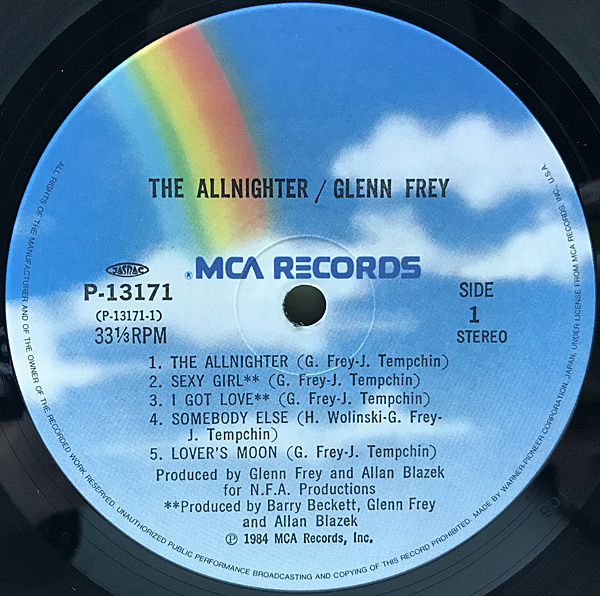 THE ALLNIGHTER / GLENN FREY
® MCA RECORDS
JASRAC
P-13171
(P-13171-1)
33⅓RPM
SIDE
1
STEREO
1. THE ALLNIGHTER (G. Frey-J. Tempchin)
2. SEXY GIRL** (G. Frey-J. Tempchin)
3. I GOT LOVE** (G. Frey-J. Tempchin)
4. SOMEBODY ELSE (H. Wolinski-G. Frey-
J. Tempchin)
5. LOVER'S MOON (G. Frey-J. Tempchin)
Produced by Glenn Frey and Allan Blazek
for N.F.A. Productions
**Produced by Barry Beckett, Glenn Frey
and Allan Blazek
Ⓟ 1984 MCA Records, Inc.
ALL RIGHTS OF THE MANUFACTURER AND OF THE OWNER OF THE RECORDED WORK RESERVED. UNAUTHORIZED PUBLIC PERFORMANCE BROADCASTING AND COPYING OF THIS RECORD PROHIBITED. MADE BY WARNER-PIONEER CORPORATION, JAPAN, UNDER LICENSE FROM MCA RECORDS INC., U.S.A.